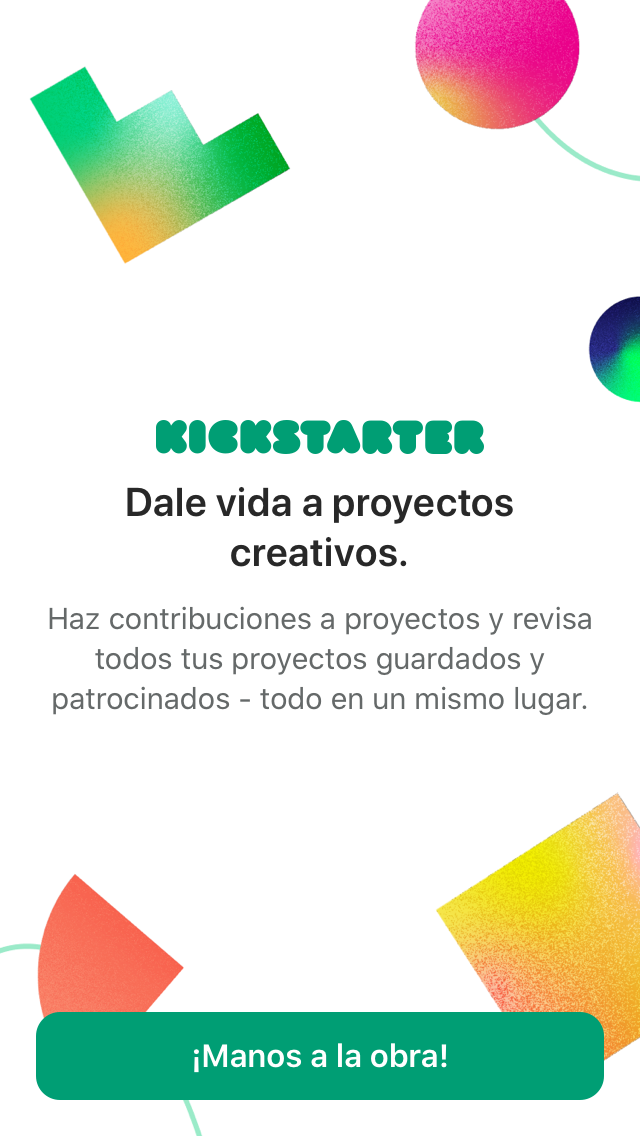 KICKSTARTER
Dale vida a proyectos
creativos.
Haz contribuciones a proyectos y revisa
todos tus proyectos guardados y
patrocinados - todo en un mismo lugar.
¡Manos a la obra!